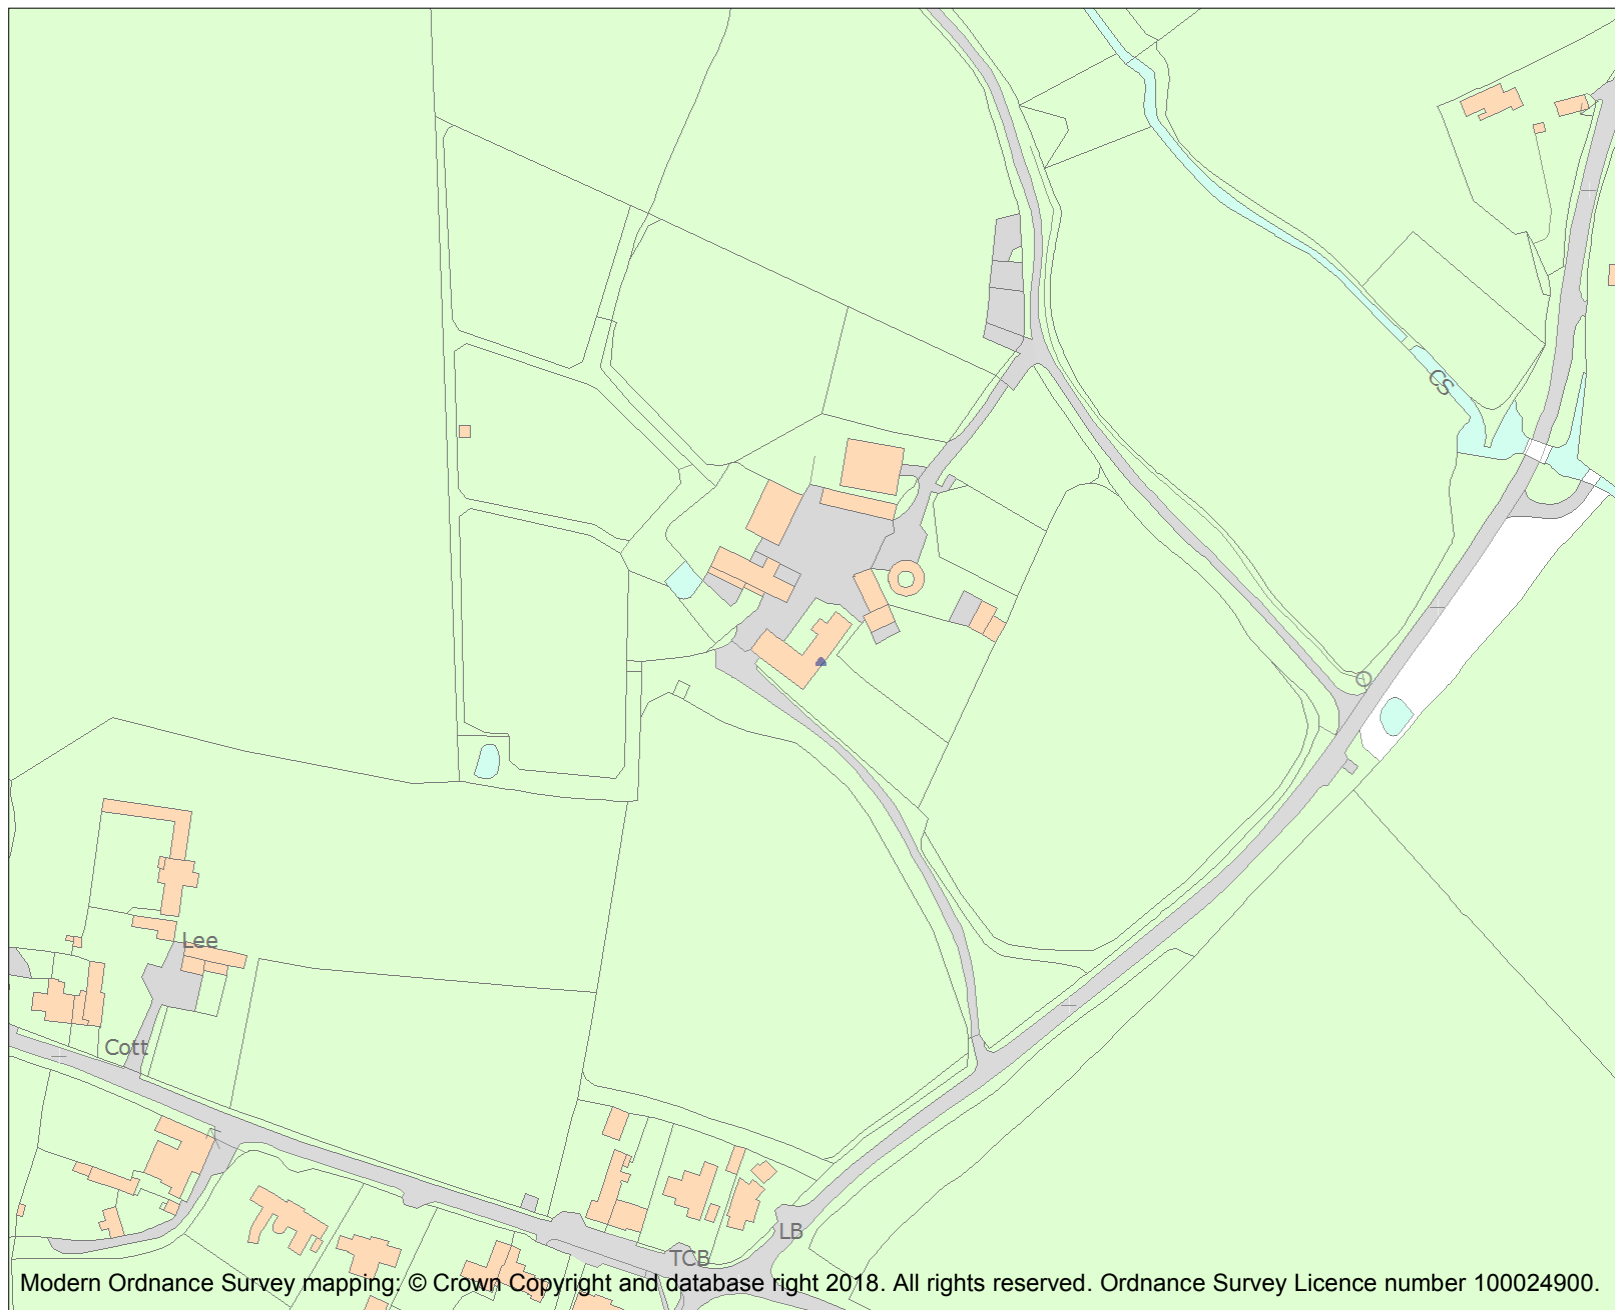 CS
Lee
Cott
LB
TCB
Modern Ordnance Survey mapping: © Crown Copyright and database right 2018. All rights reserved. Ordnance Survey Licence number 100024900.